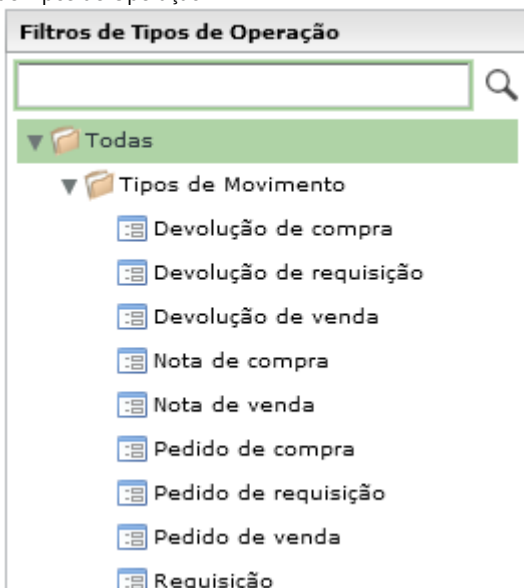 Filtros de Tipos de Operação
Todas
Tipos de Movimento
Devolução de compra
Devolução de requisição
Devolução de venda
Nota de compra
Nota de venda
Pedido de compra
Pedido de requisição
Pedido de venda
Requisição